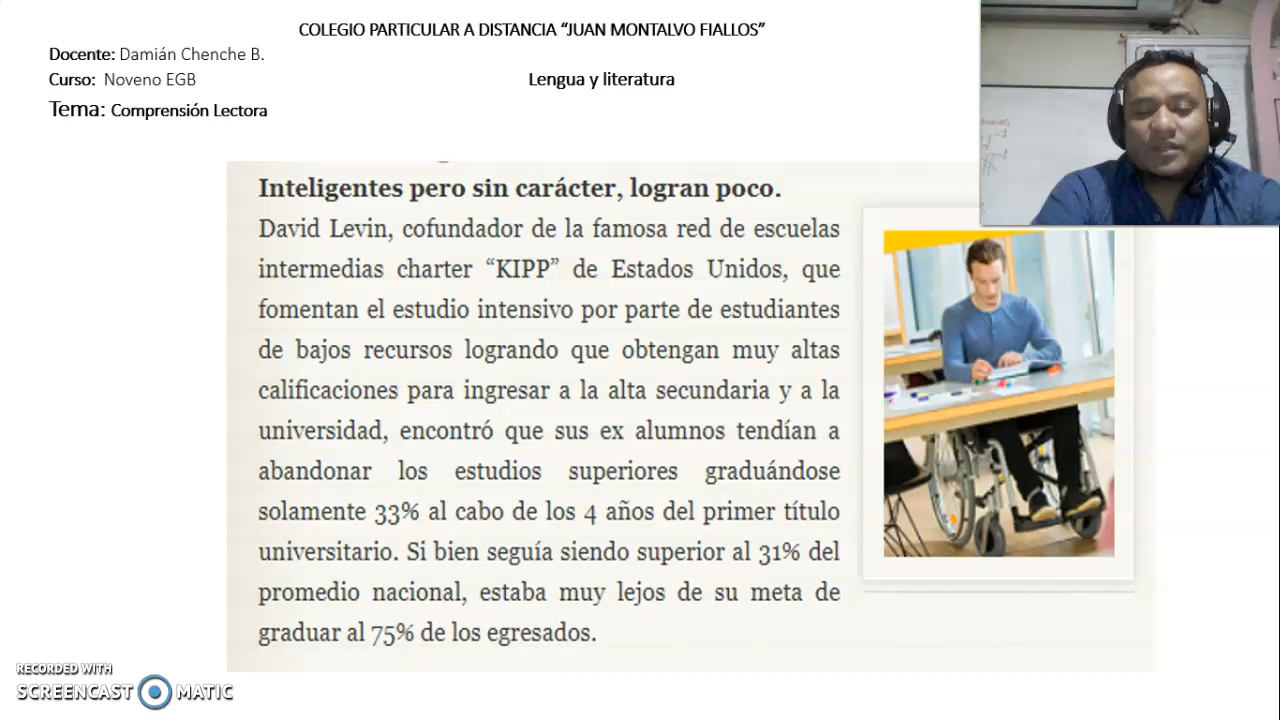 COLEGIO PARTICULAR A DISTANCIA “JUAN MONTALVO FIALLOS”
Docente: Damián Chenche B.
Curso: Noveno EGB
Lengua y literatura
Tema: Comprensión Lectora
Inteligentes pero sin carácter, logran poco.
David Levin, cofundador de la famosa red de escuelas
intermedias charter “KIPP” de Estados Unidos, que
fomentan el estudio intensivo por parte de estudiantes
de bajos recursos logrando que obtengan muy altas
calificaciones para ingresar a la alta secundaria y a la
universidad, encontró que sus ex alumnos tendían a
abandonar los estudios superiores graduándose
solamente 33% al cabo de los 4 años del primer título
universitario. Si bien seguía siendo superior al 31% del
promedio nacional, estaba muy lejos de su meta de
graduar al 75% de los egresados.
RECORDED WITH
SCREENCAST MATIC